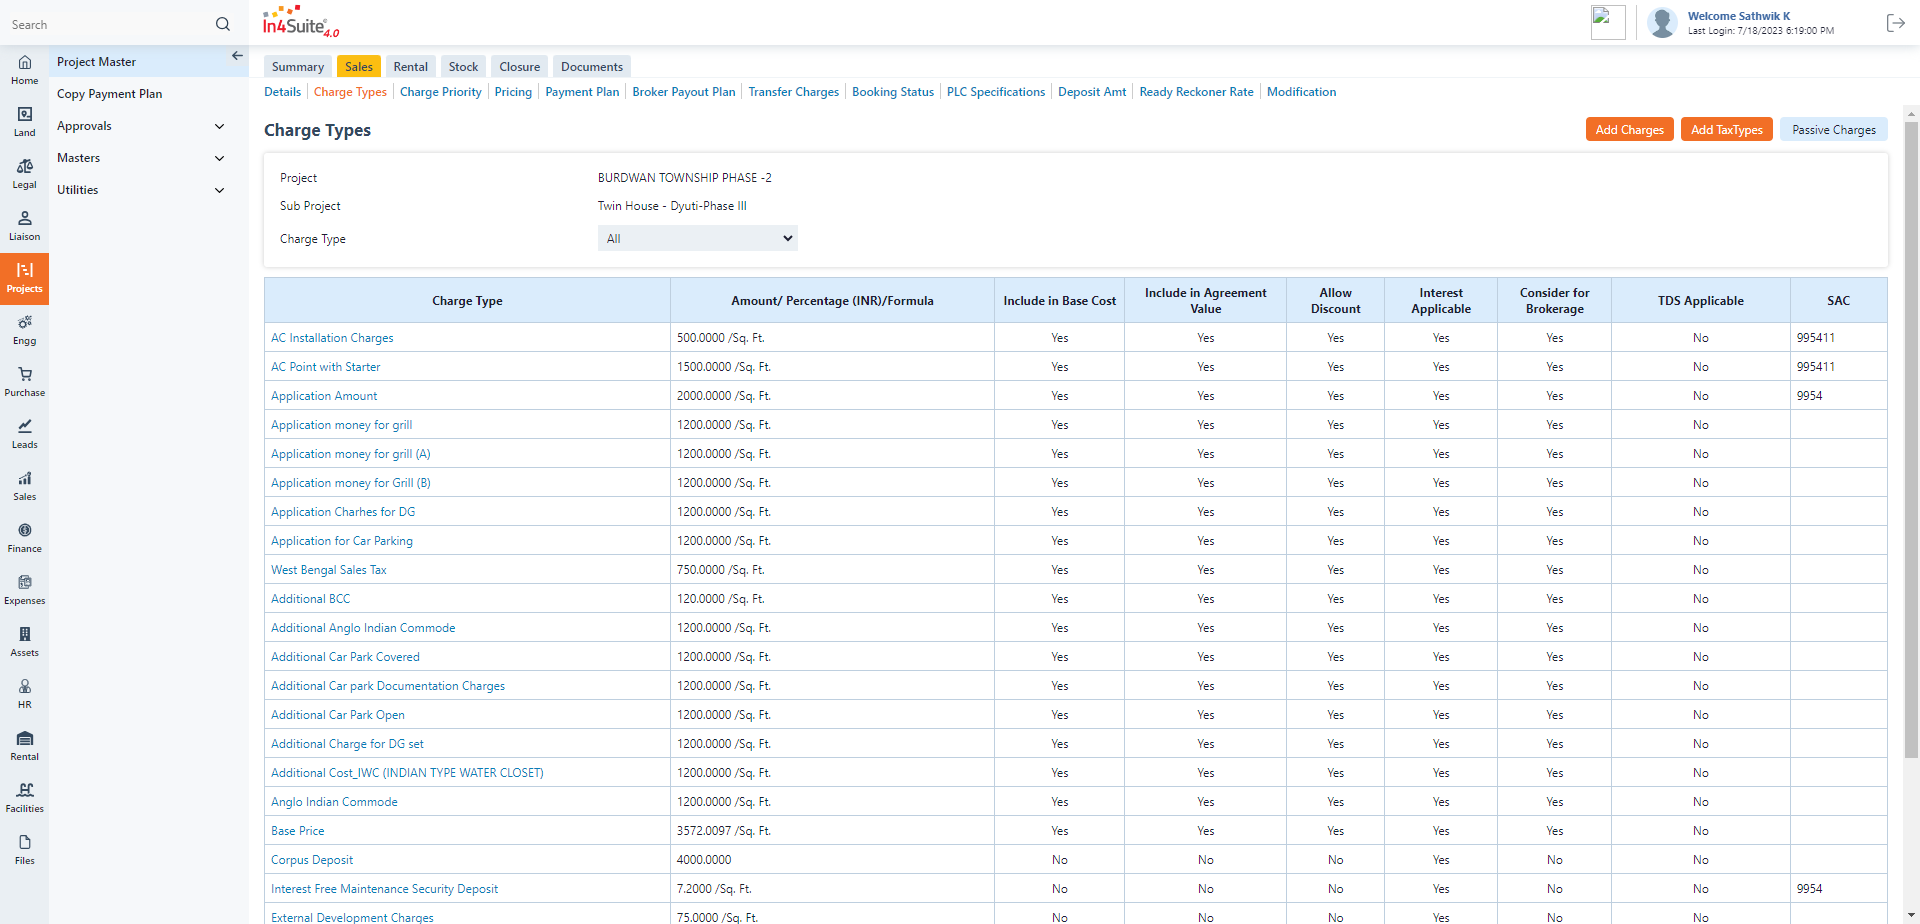 Search
In4Suite 4.0
Welcome Sathwik K
Last Login: 7/18/2023 6:19:00 PM
Home
Land
Legal
Liaison
Projects
Engg
Purchase
Leads
Sales
Finance
Expenses
Assets
HR
Rental
Facilities
Files
Project Master
Copy Payment Plan
Approvals
Masters
Utilities
Summary Sales Rental Stock Closure Documents
Details Charge Types Charge Priority Pricing Payment Plan Broker Payout Plan Transfer Charges Booking Status PLC Specifications Deposit Amt Ready Reckoner Rate Modification
Charge Types
Add Charges Add TaxTypes Passive Charges
Project BURDWAN TOWNSHIP PHASE -2
Sub Project Twin House - Dyuti-Phase III
Charge Type All
Charge Type Amount/ Percentage (INR)/Formula Include in Base Cost Include in Agreement Value Allow Discount Interest Applicable Consider for Brokerage TDS Applicable SAC
AC Installation Charges 500.0000 /Sq. Ft. Yes Yes Yes Yes Yes No 995411
AC Point with Starter 1500.0000 /Sq. Ft. Yes Yes Yes Yes Yes No 995411
Application Amount 2000.0000 /Sq. Ft. Yes Yes Yes Yes Yes No 9954
Application money for grill 1200.0000 /Sq. Ft. Yes Yes Yes Yes Yes No
Application money for grill (A) 1200.0000 /Sq. Ft. Yes Yes Yes Yes Yes No
Application money for Grill (B) 1200.0000 /Sq. Ft. Yes Yes Yes Yes Yes No
Application Charhes for DG 1200.0000 /Sq. Ft. Yes Yes Yes Yes Yes No
Application for Car Parking 1200.0000 /Sq. Ft. Yes Yes Yes Yes Yes No
West Bengal Sales Tax 750.0000 /Sq. Ft. Yes Yes Yes Yes Yes No
Additional BCC 120.0000 /Sq. Ft. Yes Yes Yes Yes Yes No
Additional Anglo Indian Commode 1200.0000 /Sq. Ft. Yes Yes Yes Yes Yes No
Additional Car Park Covered 1200.0000 /Sq. Ft. Yes Yes Yes Yes Yes No
Additional Car park Documentation Charges 1200.0000 /Sq. Ft. Yes Yes Yes Yes Yes No
Additional Car Park Open 1200.0000 /Sq. Ft. Yes Yes Yes Yes Yes No
Additional Charge for DG set 1200.0000 /Sq. Ft. Yes Yes Yes Yes Yes No
Additional Cost_IWC (INDIAN TYPE WATER CLOSET) 1200.0000 /Sq. Ft. Yes Yes Yes Yes Yes No
Anglo Indian Commode 1200.0000 /Sq. Ft. Yes Yes Yes Yes Yes No
Base Price 3572.0097 /Sq. Ft. Yes Yes Yes Yes Yes No
Corpus Deposit 4000.0000 No No No Yes No No
Interest Free Maintenance Security Deposit 7.2000 /Sq. Ft. No No No Yes No No 9954
External Development Charges 75.0000 /Sq. Ft. No No No Yes No No